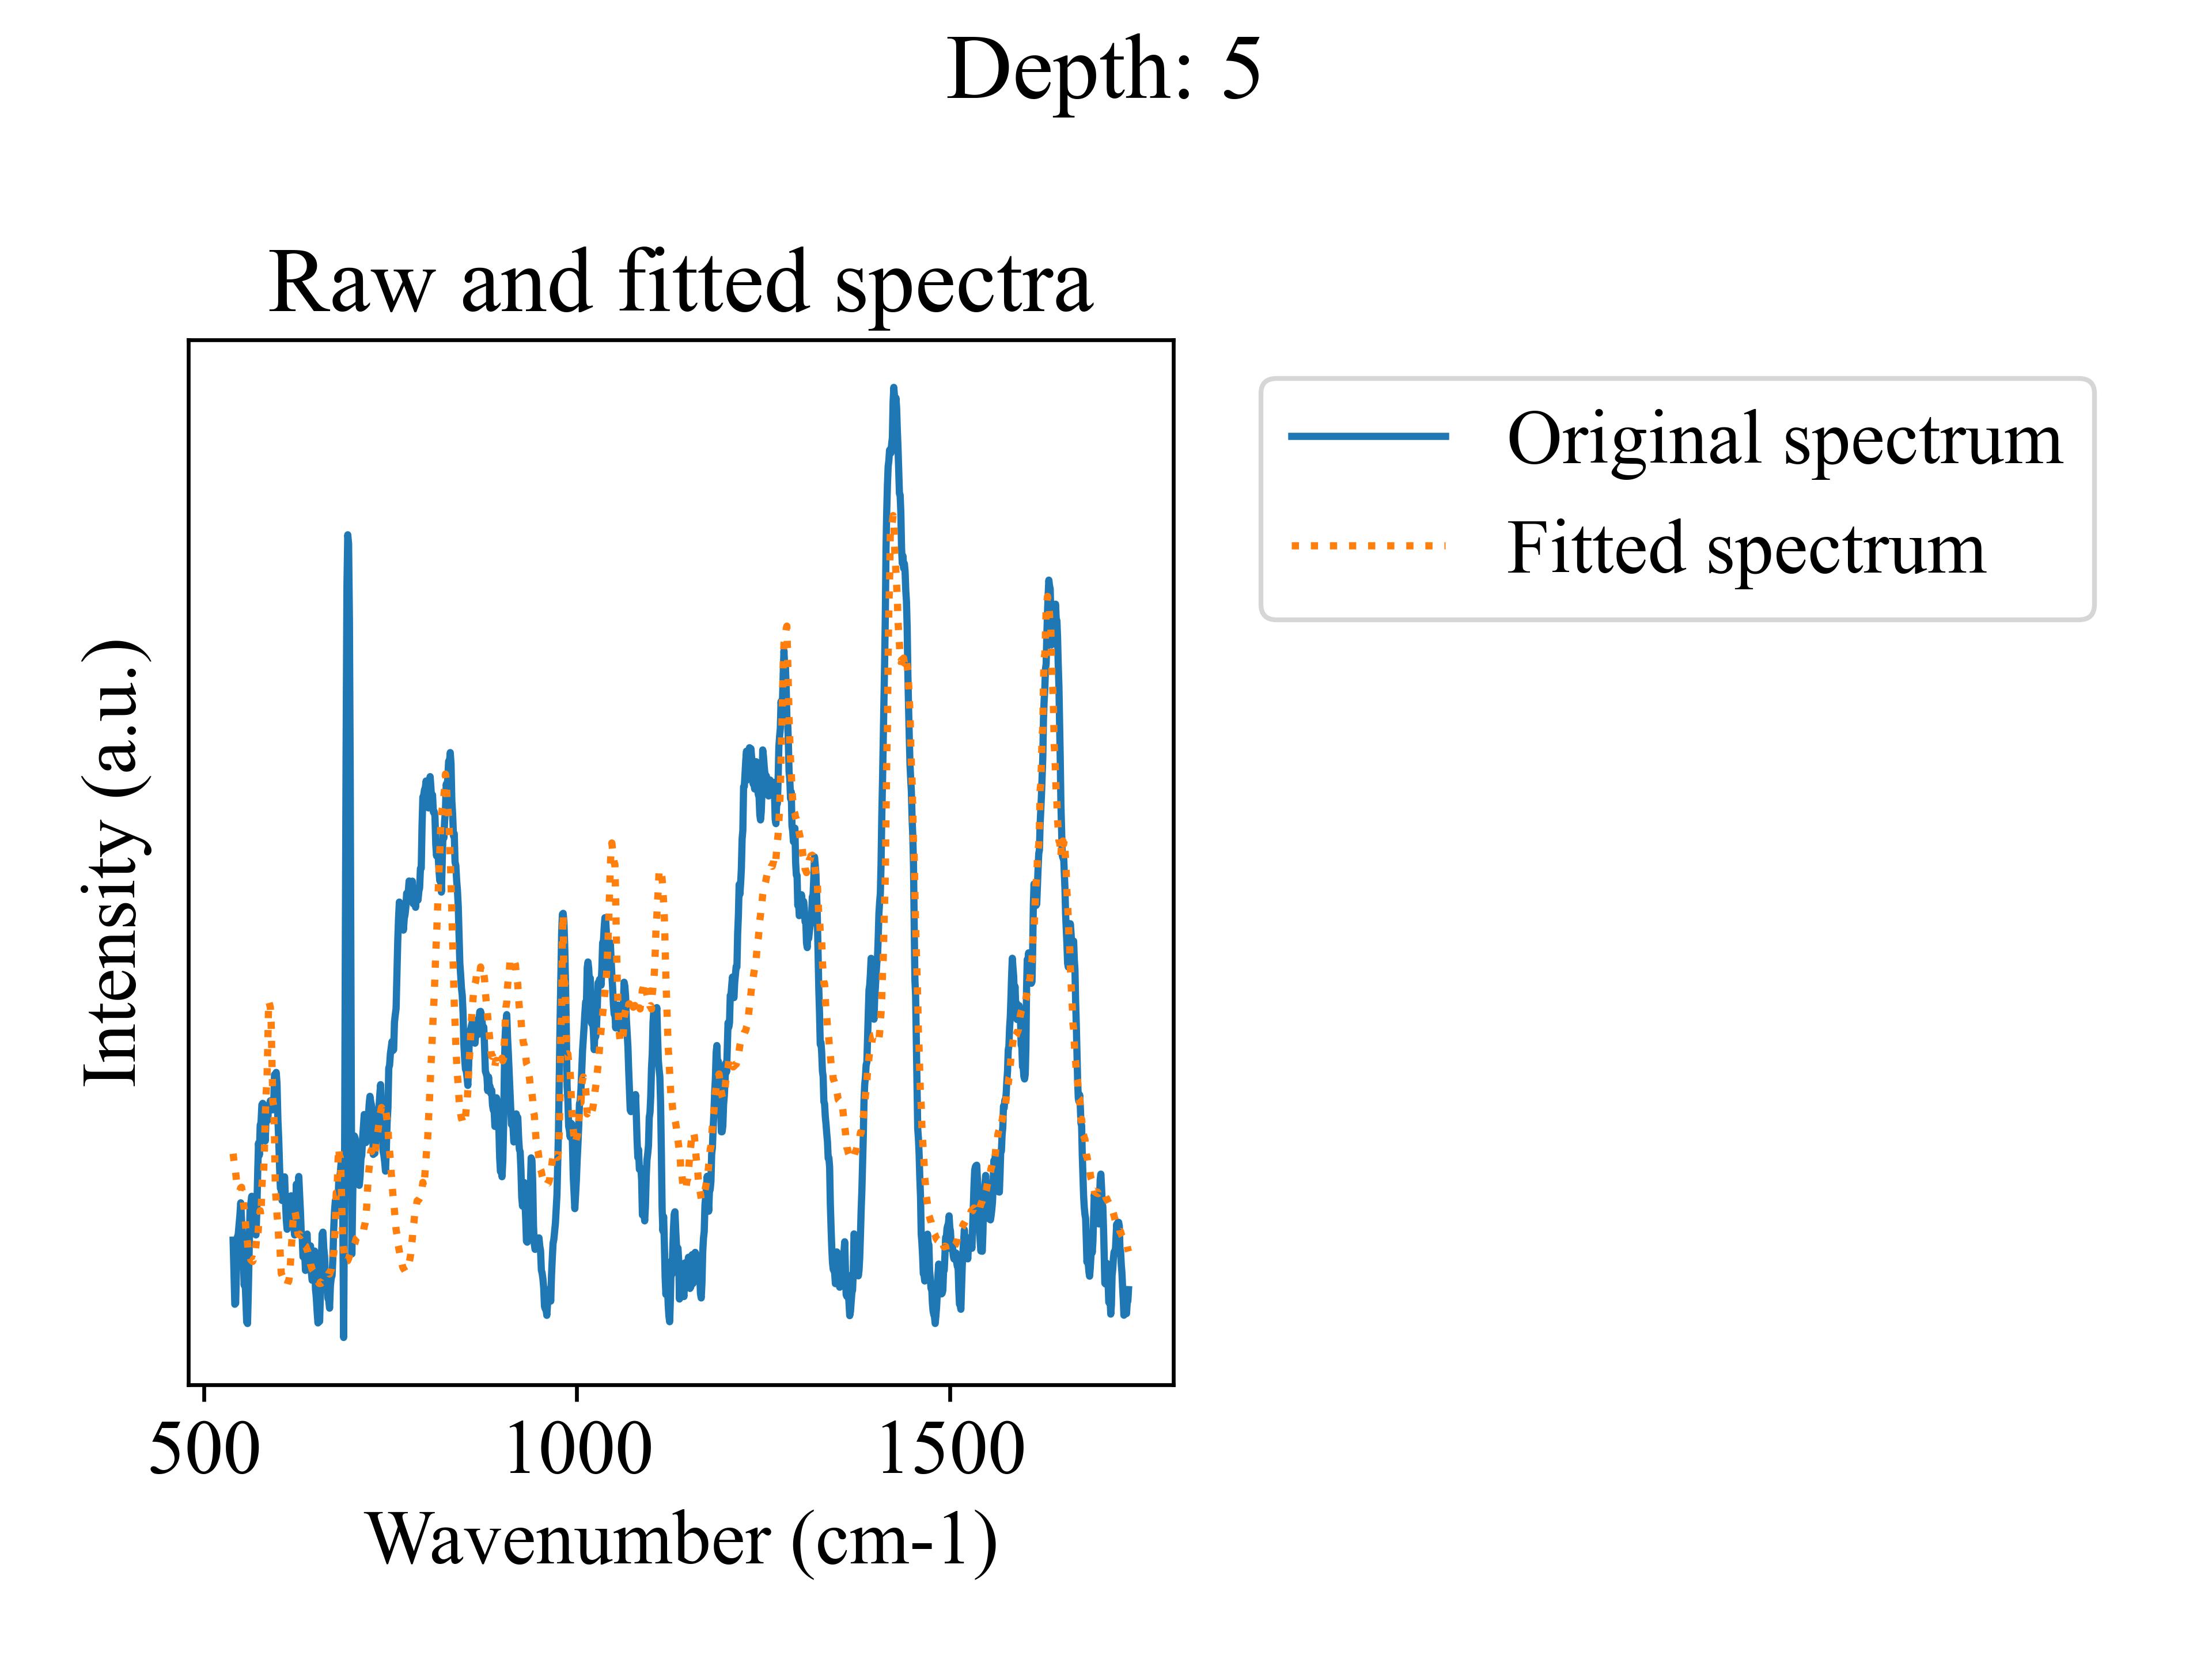 Depth: 5
Raw and fitted spectra
Original spectrum
Fitted spectrum
Intensity (a.u.)
500
1000
1500
Wavenumber (cm-1)